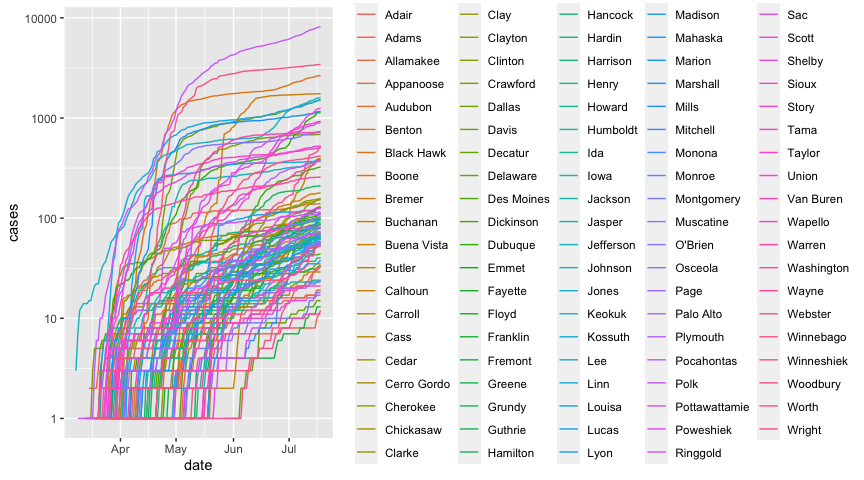 10000
1000
100
10
1
cases
Apr
May
Jun
Jul
date
Adair
Adams
Allamakee
Appanoose
Audubon
Benton
Black Hawk
Boone
Bremer
Buchanan
Buena Vista
Butler
Calhoun
Carroll
Cass
Cedar
Cerro Gordo
Cherokee
Chickasaw
Clarke
Clay
Clayton
Clinton
Crawford
Dallas
Davis
Decatur
Delaware
Des Moines
Dickinson
Dubuque
Emmet
Fayette
Floyd
Franklin
Fremont
Greene
Grundy
Guthrie
Hamilton
Hancock
Hardin
Harrison
Henry
Howard
Humboldt
Ida
Iowa
Jackson
Jasper
Jefferson
Johnson
Jones
Keokuk
Kossuth
Lee
Linn
Louisa
Lucas
Lyon
Madison
Mahaska
Marion
Marshall
Mills
Mitchell
Monona
Monroe
Montgomery
Muscatine
O'Brien
Osceola
Page
Palo Alto
Plymouth
Pocahontas
Polk
Pottawattamie
Poweshiek
Ringgold
Sac
Scott
Shelby
Sioux
Story
Tama
Taylor
Union
Van Buren
Wapello
Warren
Washington
Wayne
Webster
Winnebago
Winneshiek
Woodbury
Worth
Wright